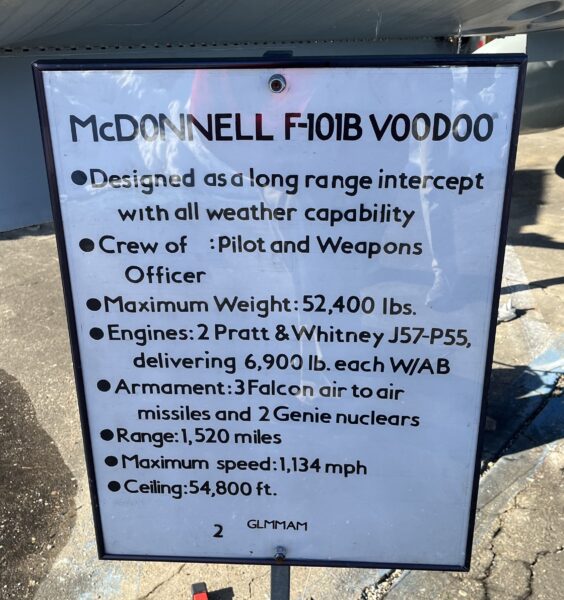 McDONNELL F-101B VOODOO
●Designed as a long range intercept
with all weather capability
●Crew of :Pilot and Weapons
Officer
●Maximum Weight:52,400 lbs.
●Engines:2 Pratt & Whitney J57-P55,
delivering 6,900 lb. each W/AB
●Armament:3 Falcon air to air
missiles and 2 Genie nuclears
●Range:1,520 miles
●Maximum speed:1,134 mph
●Ceiling:54,800 ft.
2 GLMMAM